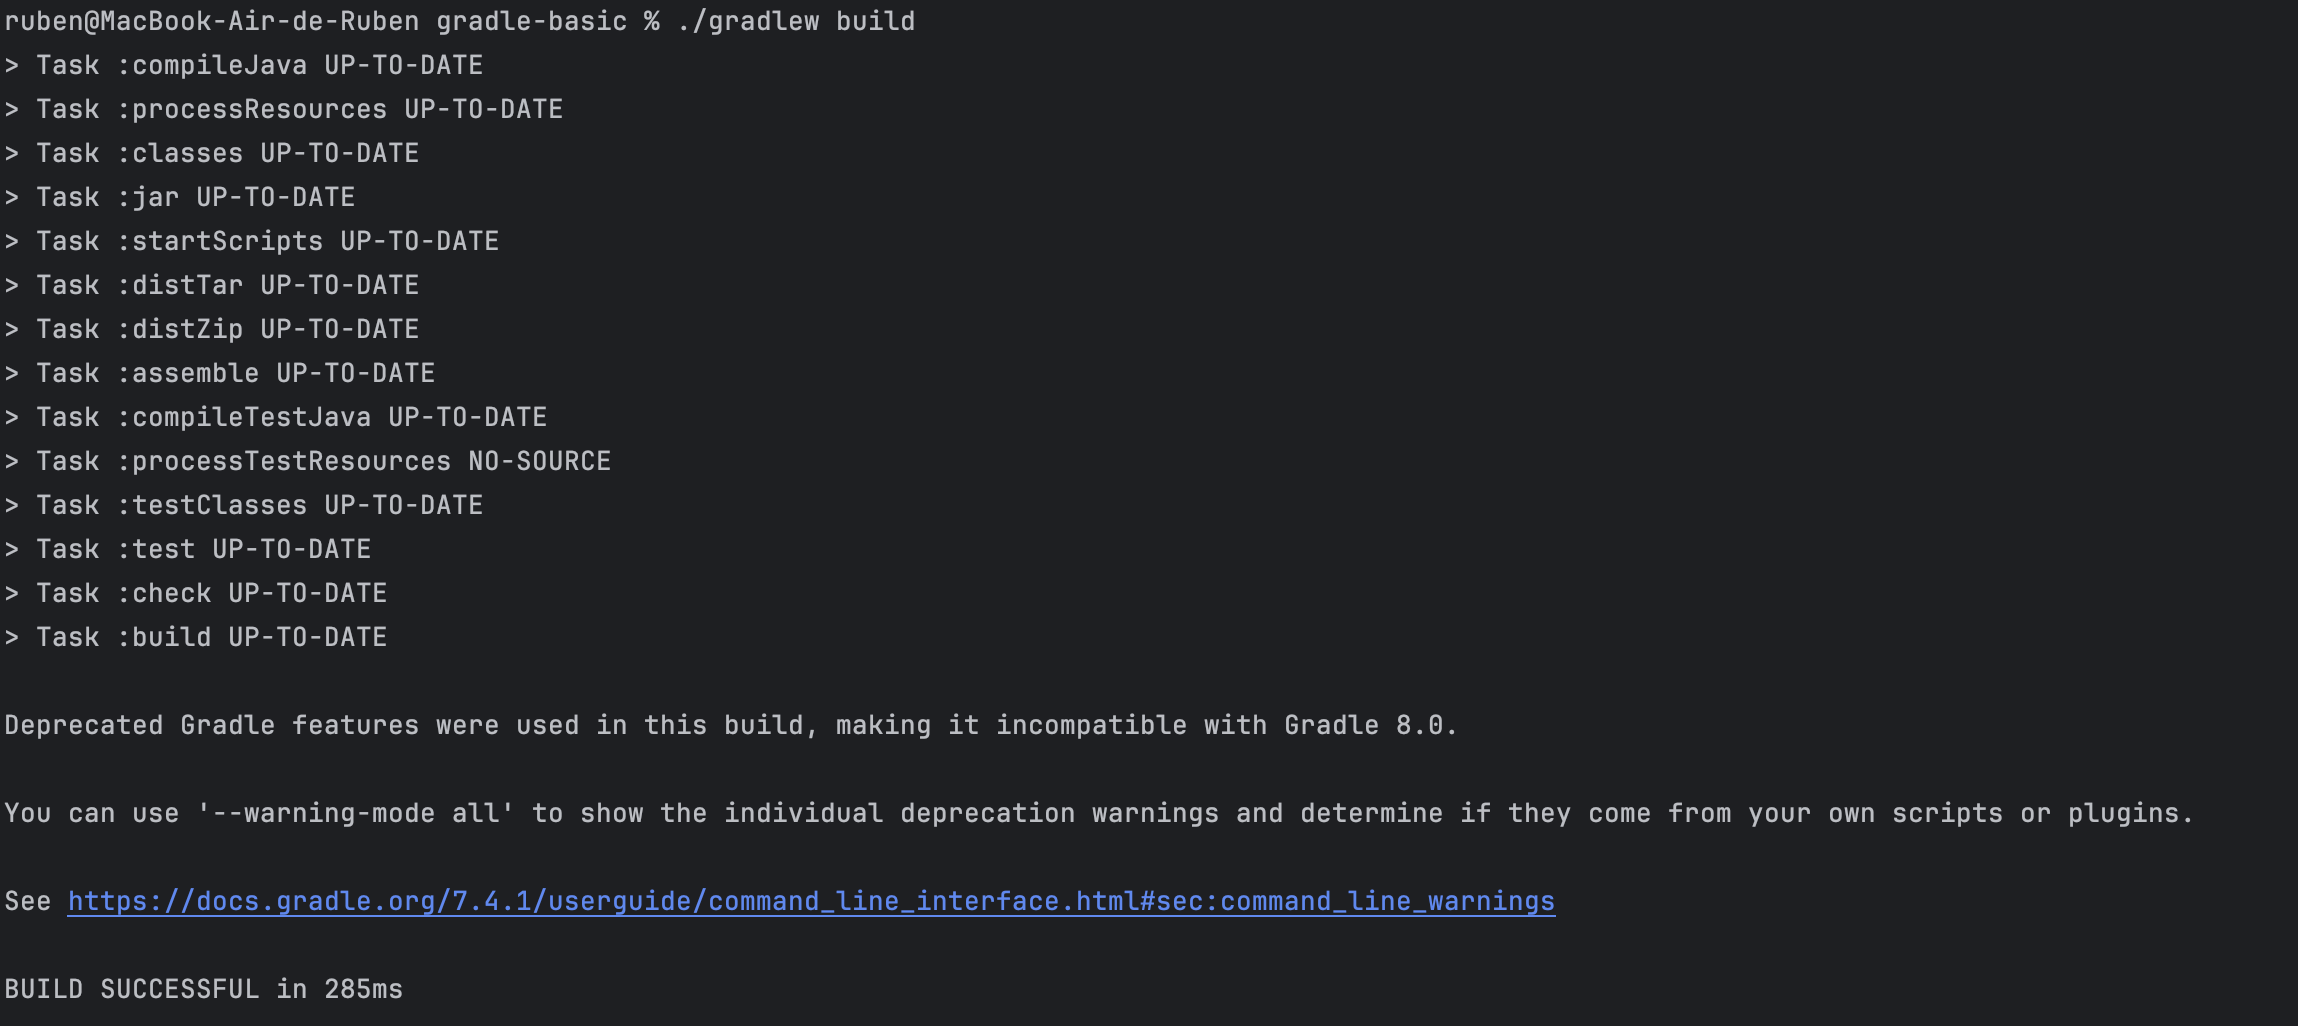 ruben@MacBook-Air-de-Ruben gradle-basic % ./gradlew build
> Task :compileJava UP-TO-DATE
> Task :processResources UP-TO-DATE
> Task :classes UP-TO-DATE
> Task :jar UP-TO-DATE
> Task :startScripts UP-TO-DATE
> Task :distTar UP-TO-DATE
> Task :distZip UP-TO-DATE
> Task :assemble UP-TO-DATE
> Task :compileTestJava UP-TO-DATE
> Task :processTestResources NO-SOURCE
> Task :testClasses UP-TO-DATE
> Task :test UP-TO-DATE
> Task :check UP-TO-DATE
> Task :build UP-TO-DATE
Deprecated Gradle features were used in this build, making it incompatible with Gradle 8.0.
You can use '--warning-mode all' to show the individual deprecation warnings and determine if they come from your own scripts or plugins.
See https://docs.gradle.org/7.4.1/userguide/command_line_interface.html#sec:command_line_warnings
BUILD SUCCESSFUL in 285ms